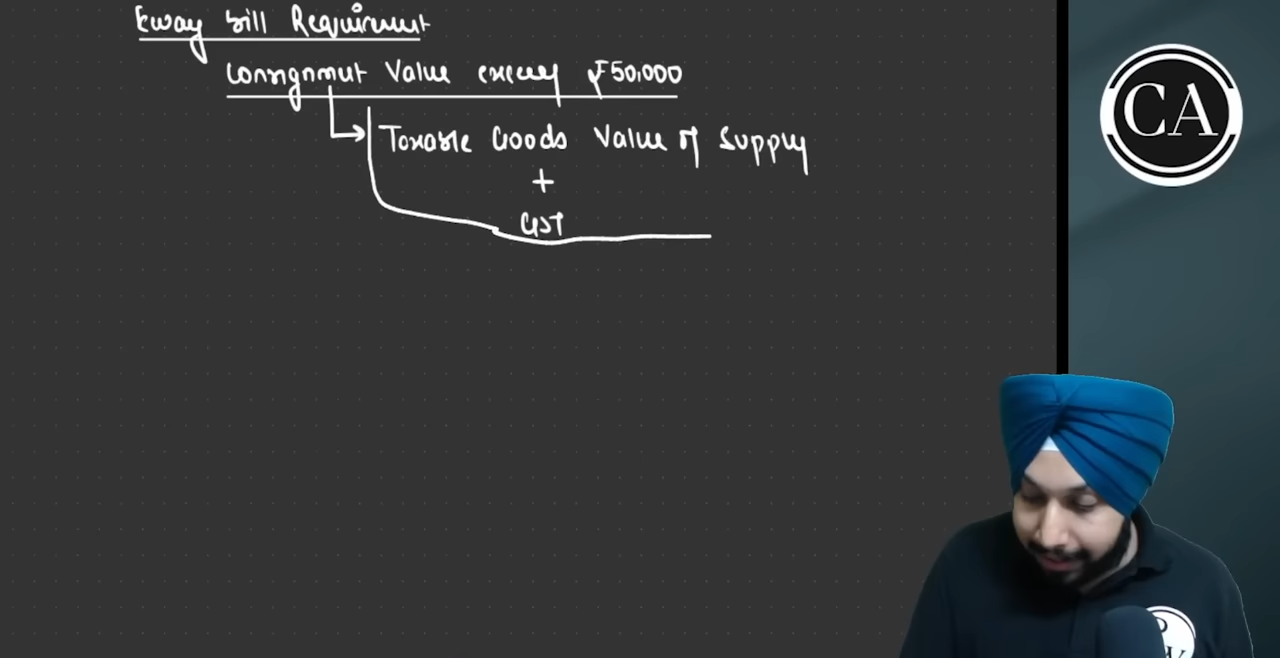 Eway Bill Requirement
Consignment Value exceeds ₹50,000
Taxable Goods Value of Supply
+
GST
CA
P
W